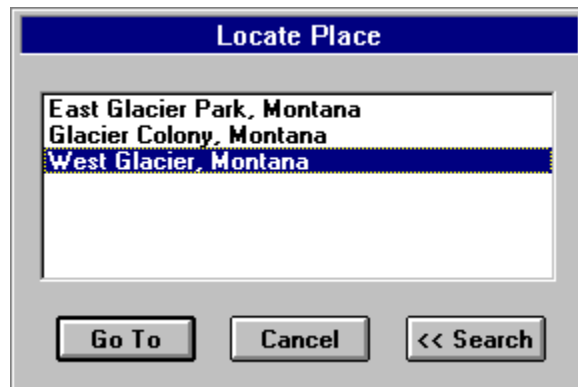 Locate Place
East Glacier Park, Montana
Glacier Colony, Montana
West Glacier, Montana
Go To
Cancel
<< Search